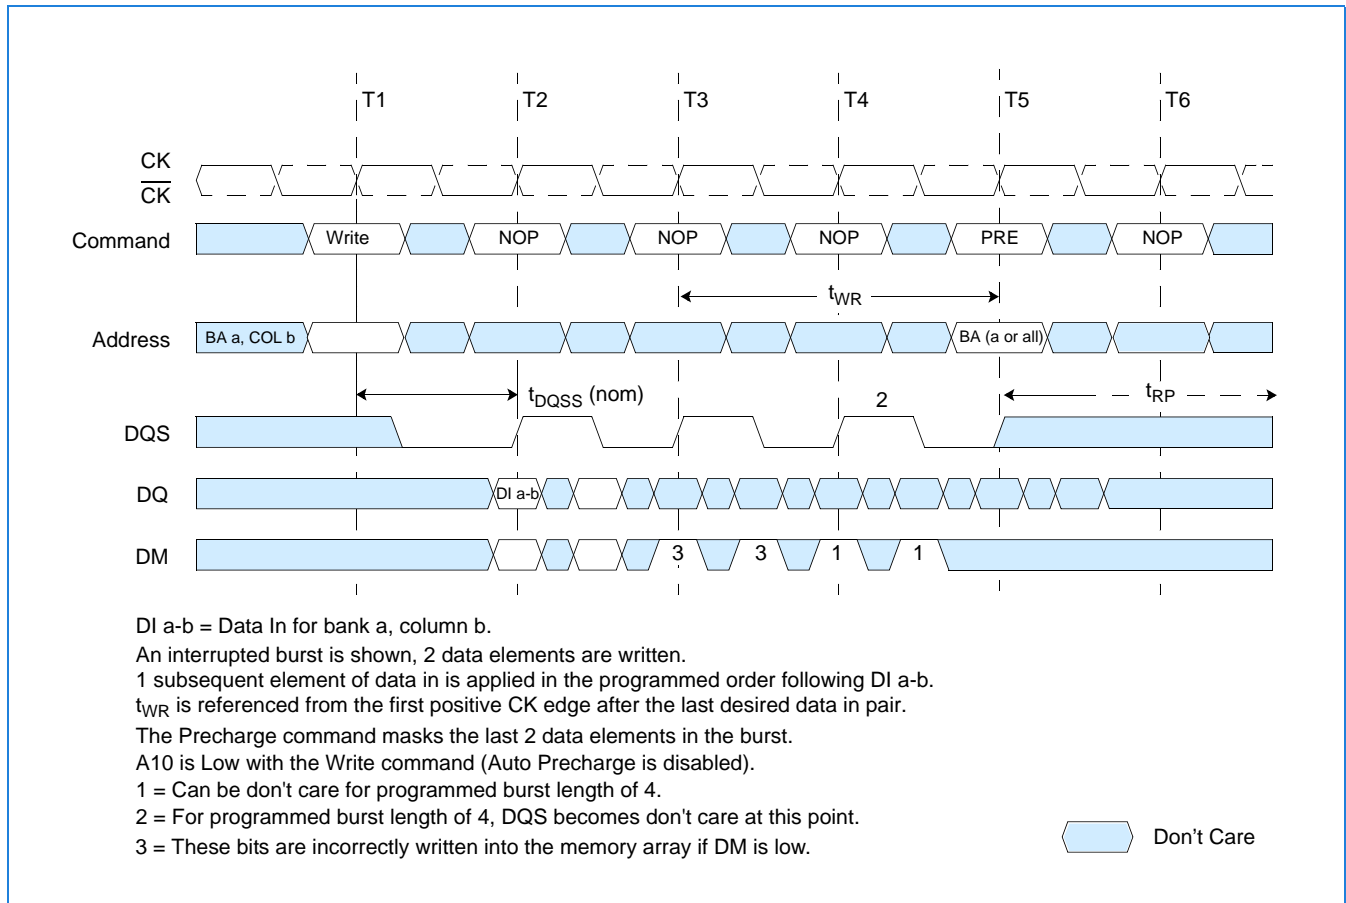 T1 T2 T3 T4 T5 T6
CK
CK
Command Write NOP NOP NOP PRE NOP
tWR
Address BA a, COL b BA (a or all)
tDQSS (nom) 2 tRP
DQS
DQ DI a-b
DM 3 3 1 1
DI a-b = Data In for bank a, column b.
An interrupted burst is shown, 2 data elements are written.
1 subsequent element of data in is applied in the programmed order following DI a-b.
tWR is referenced from the first positive CK edge after the last desired data in pair.
The Precharge command masks the last 2 data elements in the burst.
A10 is Low with the Write command (Auto Precharge is disabled).
1 = Can be don't care for programmed burst length of 4.
2 = For programmed burst length of 4, DQS becomes don't care at this point.
3 = These bits are incorrectly written into the memory array if DM is low.
Don't Care